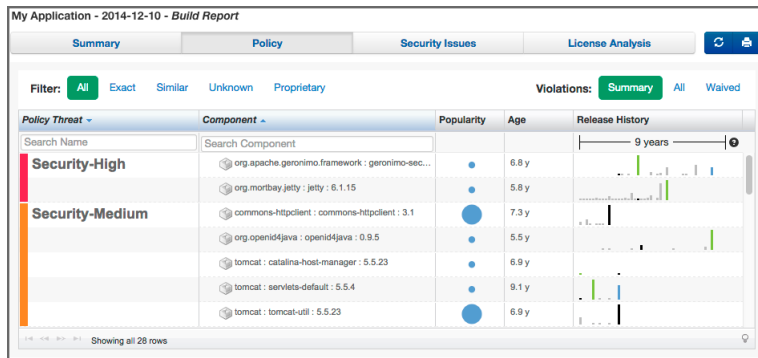 My Application - 2014-12-10 - Build Report
Summary Policy Security Issues License Analysis
Filter: All Exact Similar Unknown Proprietary Violations: Summary All Waived
Policy Threat Component Popularity Age Release History
Search Name Search Component 9 years
Security-High org.apache.geronimo.framework : geronimo-sec... 6.8 y
org.mortbay.jetty : jetty : 6.1.15 5.8 y
Security-Medium commons-httpclient : commons-httpclient : 3.1 7.3 y
org.openid4java : openid4java : 0.9.5 5.5 y
tomcat : catalina-host-manager : 5.5.23 6.9 y
tomcat : servlets-default : 5.5.4 9.1 y
tomcat : tomcat-util : 5.5.23 6.9 y
Showing all 28 rows